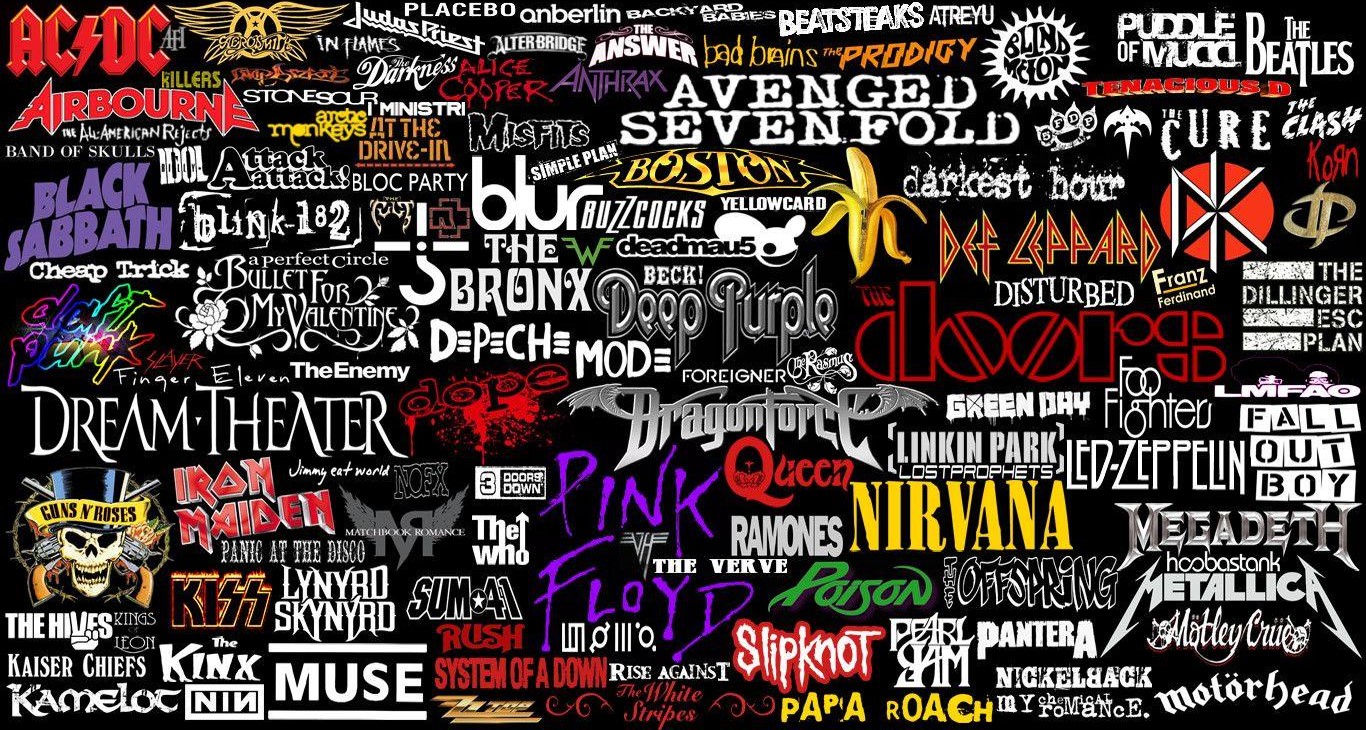 AC/DC
AFI
AEROSMITH
Judas Priest
PLACEBO
anberlin
BACKYARD
BABIES
BEATSTEAKS
ATREYU
BLIND
MELON
PUDDLE
OF MUDD
THE
BEATLES
IN FLAMES
ALTERBRIDGE
THE
ANSWER
bad brains
THE PRODIGY
KILLERS
The
Darkness
ALICE
COOPER
ANTHRAX
TENACIOUS D
AIRBOURNE
THE ALL-AMERICAN REJECTS
STONESOUR
MINISTRI
arctic
monkeys
AT THE
DRIVE-IN
MISFITS
AVENGED
SEVENFOLD
5FDP
THE
CURE
THE
CLASH
BAND OF SKULLS
IDOL
Attack
attack!
BLOC PARTY
SIMPLE PLAN
BOSTON
darkest hour
KoRn
BLACK
SABBATH
blink-182
blur
BUZZCOCKS
YELLOWCARD
DEF LEPPARD
Cheap Trick
a perfect circle
BULLET FOR
MY VALENTINE
THE
BRONX
deadmau5
BECK!
Deep Purple
DISTURBED
Franz
Ferdinand
THE
DILLINGER
ESC
PLAN
daft
punk
SLAYER
Finger Eleven
TheEnemy
DEPECHE
MODE
FOREIGNER
The Rasmus
THE
doors
Foo
Fighters
LMFAO
DREAM THEATER
dope
Dragonforce
GREEN DAY
LINKIN PARK
LOSTPROPHETS
LED-ZEPPELIN
FALL
OUT
BOY
GUNS N' ROSES
IRON
MAIDEN
Jimmy eat world
NOFX
3 DOORS
DOWN
PINK
FLOYD
Queen
NIRVANA
MEGADETH
MATCHBOOK ROMANCE
PANIC AT THE DISCO
The
Who
VH
RAMONES
THE VERVE
hoobastank
METALLICA
KISS
LYNYRD
SKYNYRD
SUM 41
POISON
THE OFFSPRING
THE HIVES
KINGS
OF
LEON
RUSH
SLIPKNOT
PEARL
JAM
PANTERA
Mötley Crüe
KAISER CHIEFS
The
KINX
MUSE
SYSTEM OF A DOWN
RISE AGAINST
NICKELBACK
KAMELOT
NIN
ZZ TOP
The White
Stripes
PAPA ROACH
my chemical
romance.
motörhead